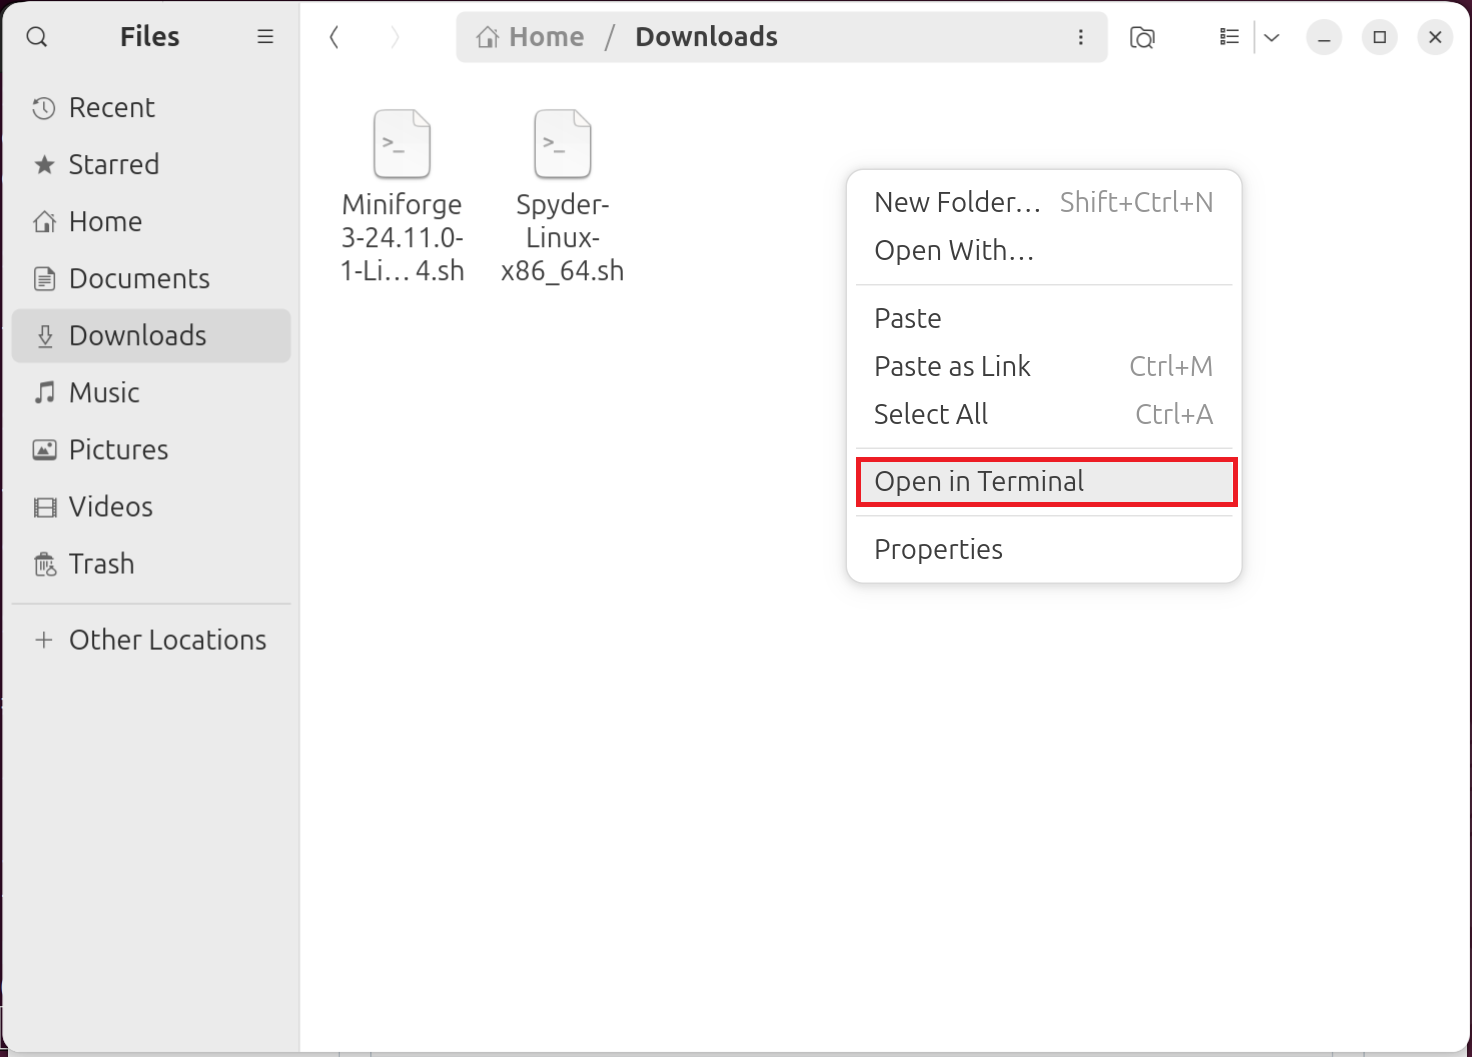 Files
Home / Downloads
Recent
Starred
Home
Documents
Downloads
Music
Pictures
Videos
Trash
Other Locations
>_
Miniforge
3-24.11.0-
1-Li… 4.sh
>_
Spyder-
Linux-
x86_64.sh
New Folder… Shift+Ctrl+N
Open With…
Paste
Paste as Link Ctrl+M
Select All Ctrl+A
Open in Terminal
Properties